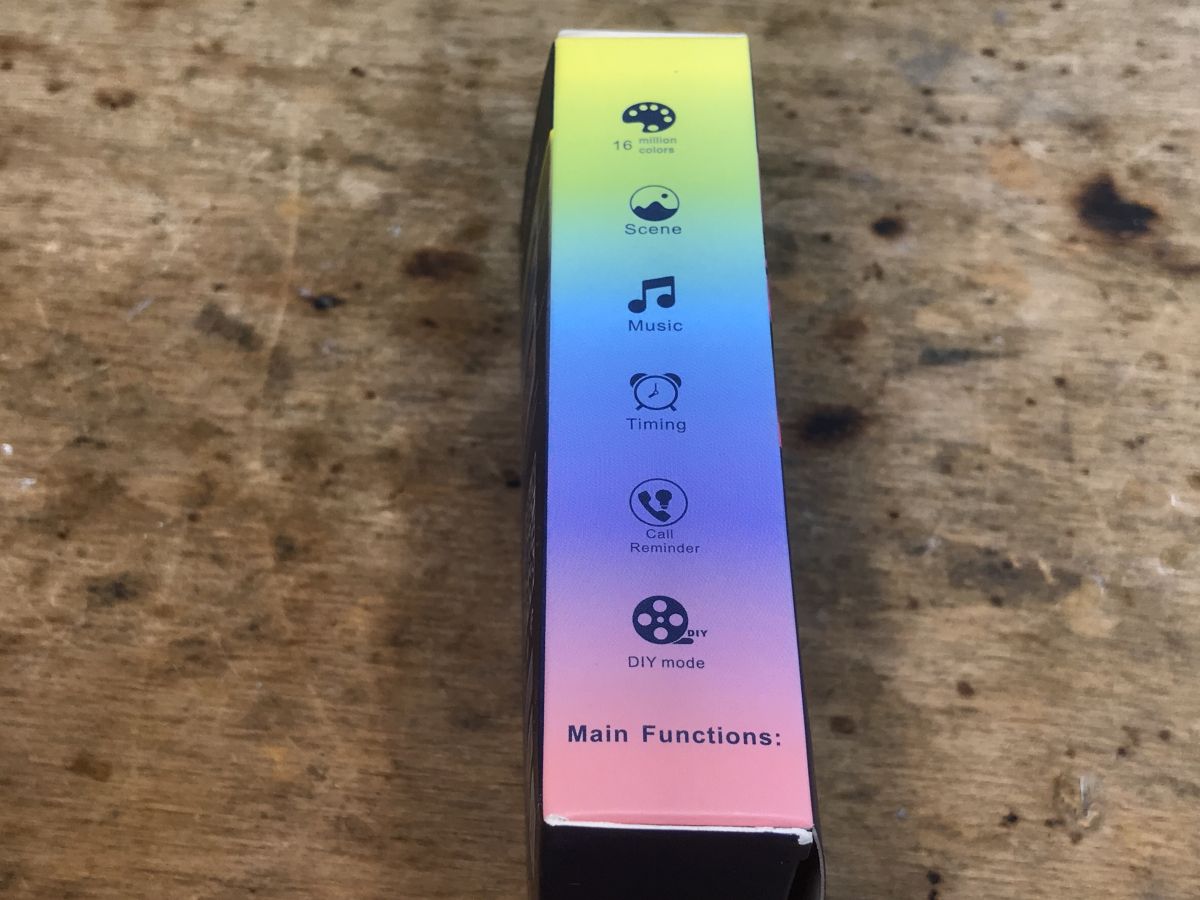 16 million
colors
Scene
Music
Timing
Call
Reminder
DIY
DIY mode
Main Functions: